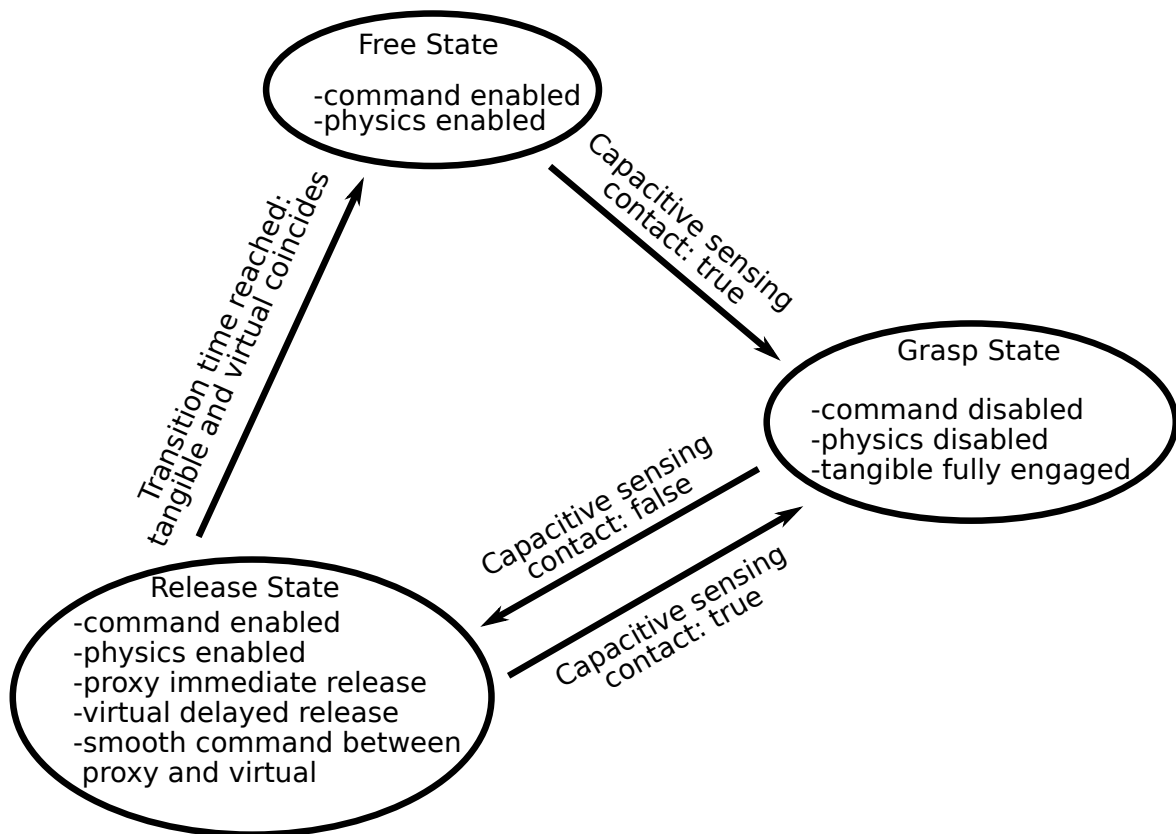 Free State
-command enabled
-physics enabled
Capacitive sensing
contact: true
Transition time reached:
tangible and virtual coincides
Grasp State
-command disabled
-physics disabled
-tangible fully engaged
Capacitive sensing
contact: false
Capacitive sensing
contact: true
Release State
-command enabled
-physics enabled
-proxy immediate release
-virtual delayed release
-smooth command between
proxy and virtual